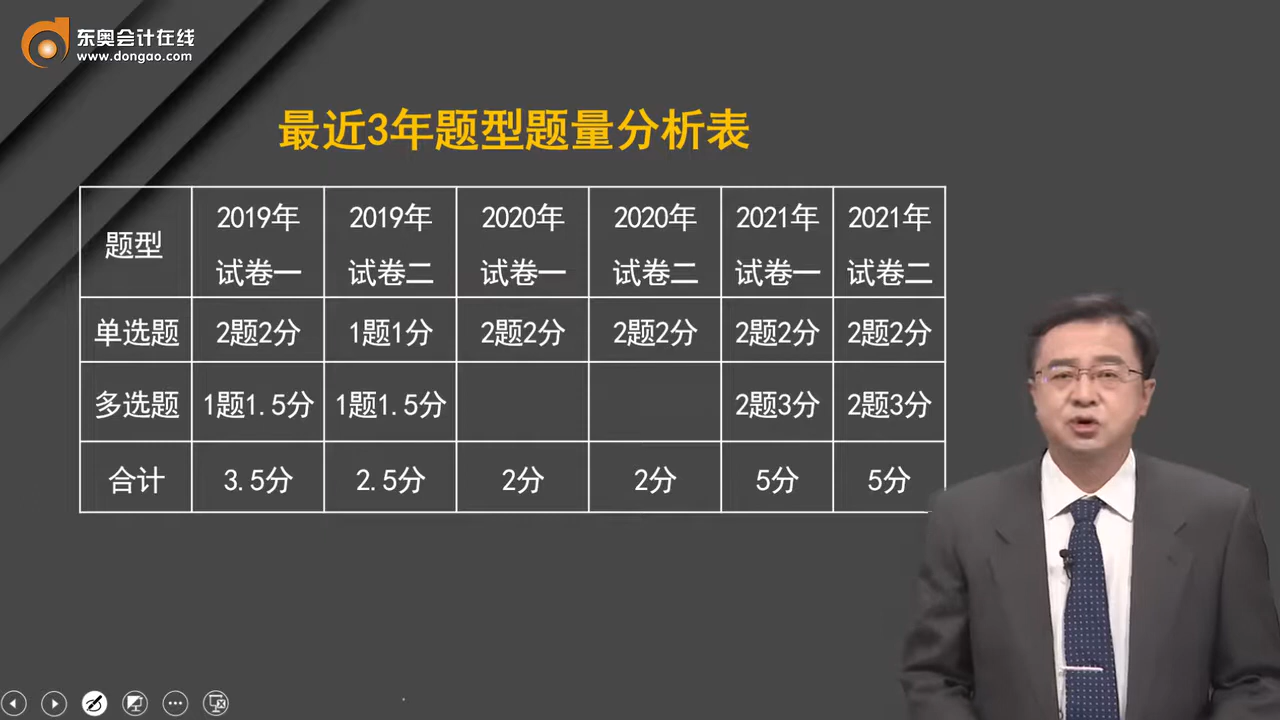 东奥会计在线
www.dongao.com
最近3年题型题量分析表
题型 2019年试卷一 2019年试卷二 2020年试卷一 2020年试卷二 2021年试卷一 2021年试卷二
单选题 2题2分 1题1分 2题2分 2题2分 2题2分 2题2分
多选题 1题1.5分 1题1.5分 2题3分 2题3分
合计 3.5分 2.5分 2分 2分 5分 5分